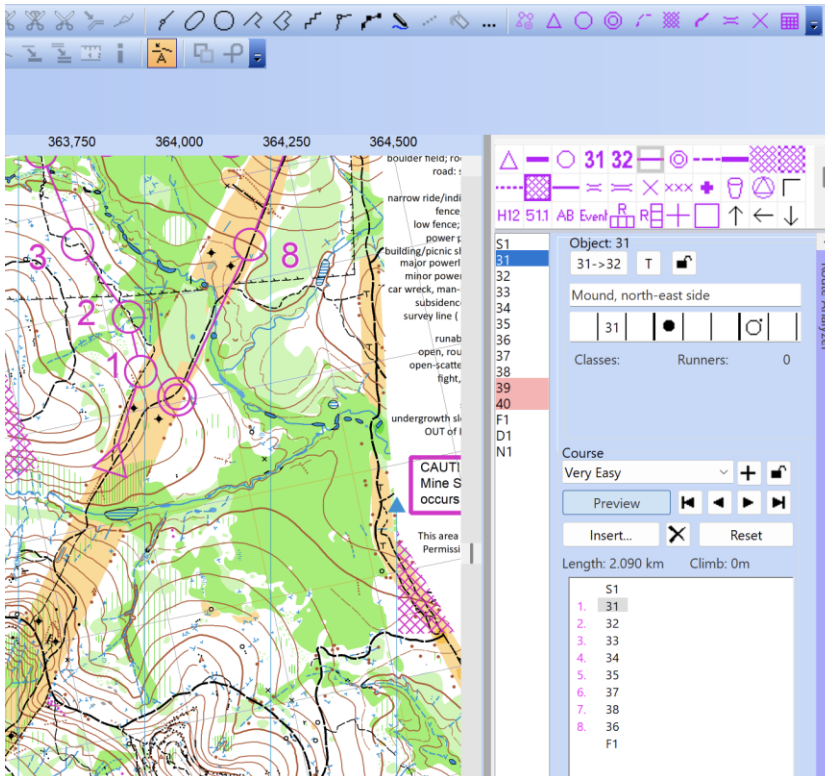 ...
A
363,750 364,000 364,250 364,500
boulder field; ro
road: s
narrow ride/indi
fence
low fence;
power p
building/picnic sl
major powerl
minor power
car wreck, man-
subsidenc
survey line (
runab
open, rou
open-scatte
fight,
undergrowth sl
OUT of
CAUTI
Mine S
occurs
This area
Permissi
3
2
1
8
31 32
H12 51.1 AB Event R R
S1
31
32
33
34
35
36
37
38
39
40
F1
D1
N1
Object: 31
31->32 T
Mound, north-east side
31
Classes: Runners: 0
Course
Very Easy
Preview
Insert... Reset
Length: 2.090 km Climb: 0m
S1
1. 31
2. 32
3. 33
4. 34
5. 35
6. 37
7. 38
8. 36
F1